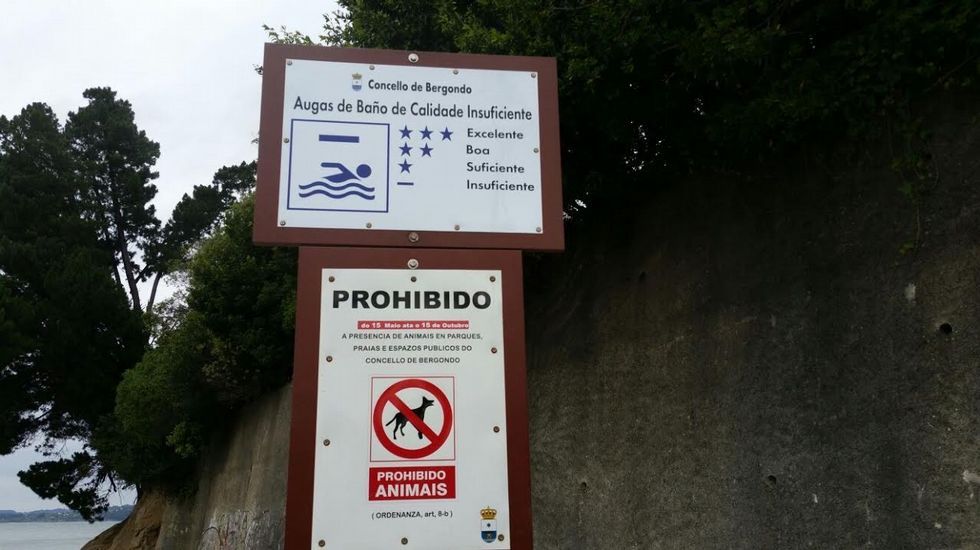 Concello de Bergondo
Augas de Baño de Calidade Insuficiente
Excelente
Boa
Suficiente
Insuficiente
PROHIBIDO
do 15 Maio ata o 15 de Outubro
A PRESENCIA DE ANIMAIS EN PARQUES,
PRAIAS E ESPAZOS PUBLICOS DO
CONCELLO DE BERGONDO
PROHIBIDO
ANIMAIS
( ORDENANZA, art, 8-b )